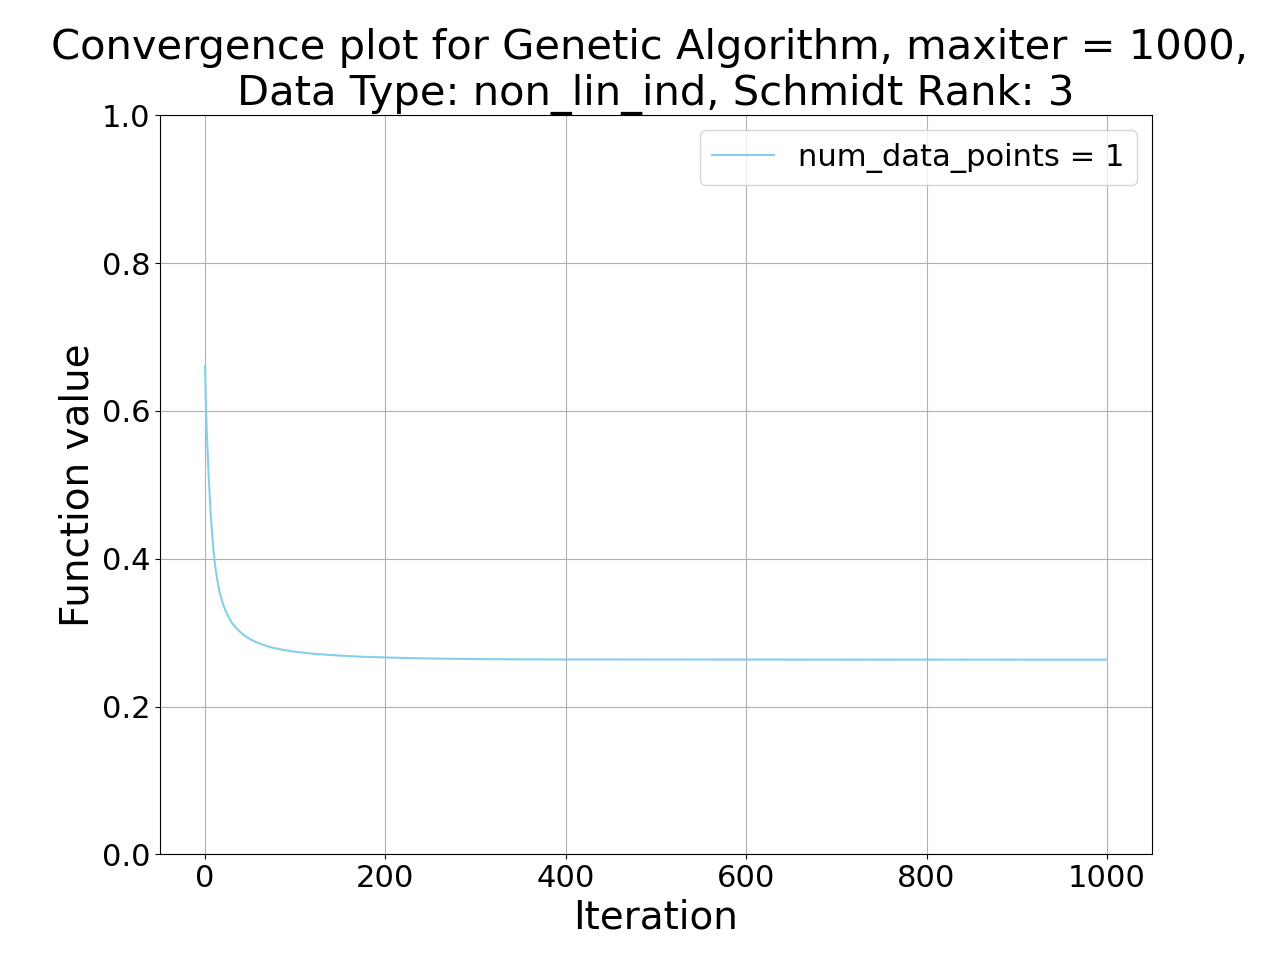 Convergence plot for Genetic Algorithm, maxiter = 1000,
Data Type: non_lin_ind, Schmidt Rank: 3
num_data_points = 1
Function value
1.0
0.8
0.6
0.4
0.2
0.0
0 200 400 600 800 1000
Iteration